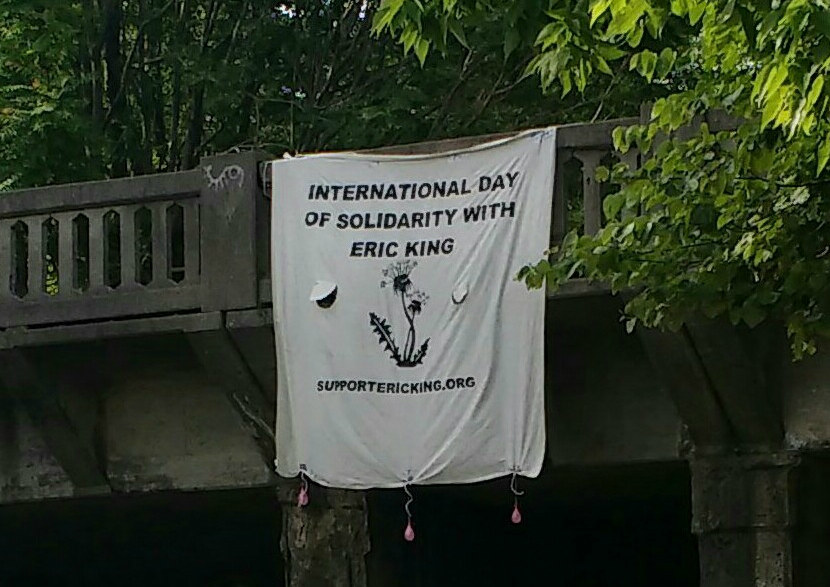 INTERNATIONAL DAY
OF SOLIDARITY WITH
ERIC KING
SUPPORTERICKING.ORG